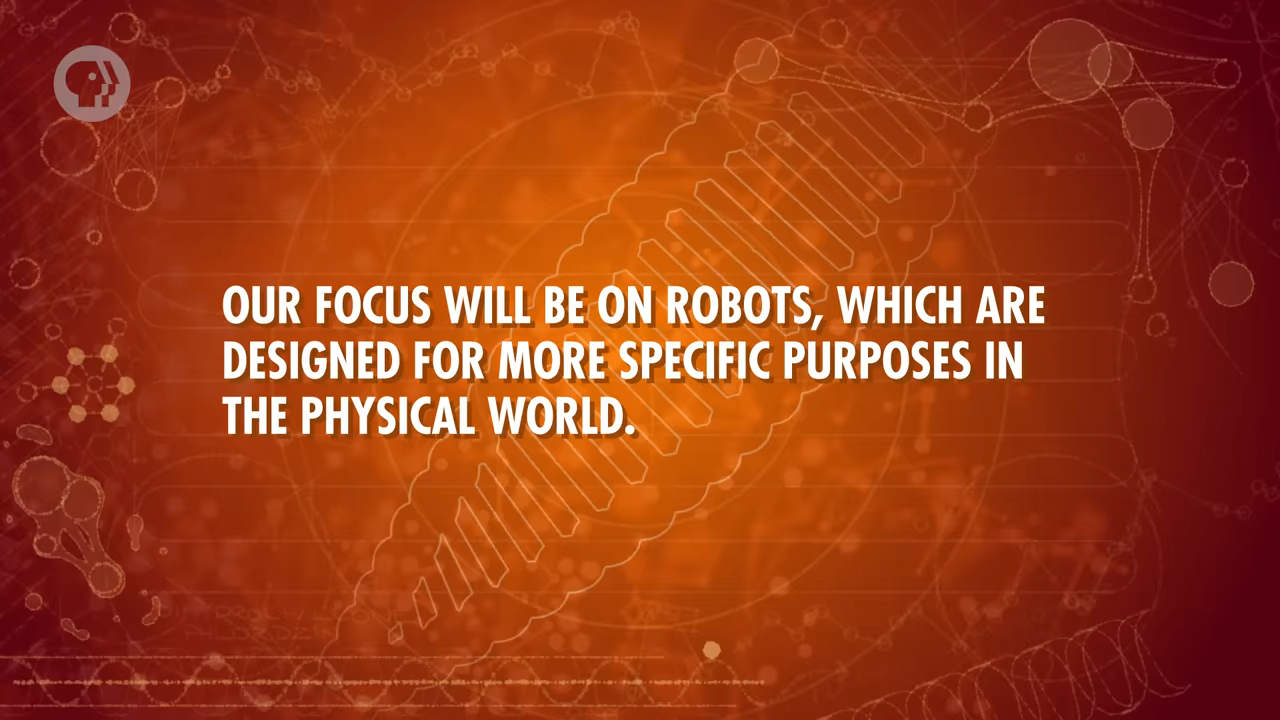 OUR FOCUS WILL BE ON ROBOTS, WHICH ARE
DESIGNED FOR MORE SPECIFIC PURPOSES IN
THE PHYSICAL WORLD.